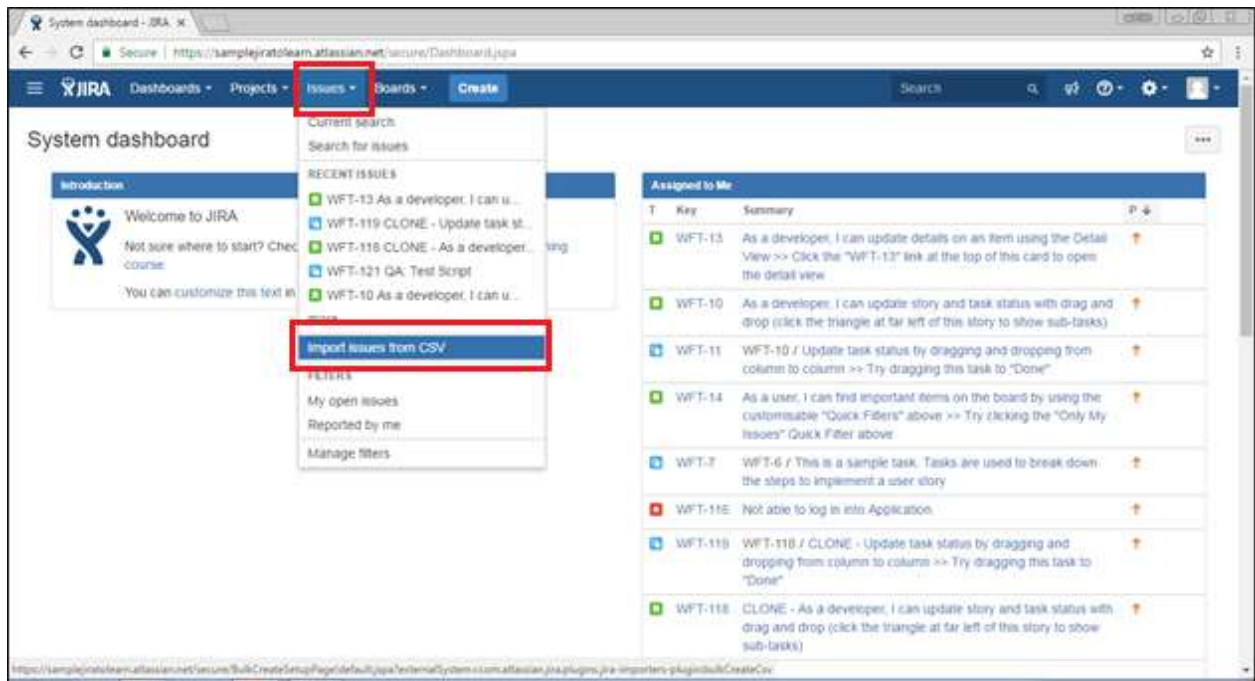 System dashboard - JIRA
Secure | https://samplejiratolearn.atlassian.net/secure/Dashboard.jspa
JIRA Dashboards Projects Issues Boards Create Search
System dashboard
Current search
Search for issues
RECENT ISSUES
WFT-13 As a developer, I can u...
WFT-119 CLONE - Update task st...
WFT-118 CLONE - As a developer...
WFT-121 QA: Test Script
WFT-10 As a developer, I can u...
more
Import issues from CSV
FILTERS
My open issues
Reported by me
Manage filters
Introduction
Welcome to JIRA
Not sure where to start? Chec
course
You can customize this text in
Assigned to Me
T Key Summary P
WFT-13 As a developer, I can update details on an item using the Detail
View >> Click the "WFT-13" link at the top of this card to open
the detail view
WFT-10 As a developer, I can update story and task status with drag and
drop (click the triangle at far left of this story to show sub-tasks)
WFT-11 WFT-10 / Update task status by dragging and dropping from
column to column >> Try dragging this task to "Done"
WFT-14 As a user, I can find important items on the board by using the
customisable "Quick Filters" above >> Try clicking the "Only My
Issues" Quick Filter above
WFT-7 WFT-6 / This is a sample task. Tasks are used to break down
the steps to implement a user story
WFT-116 Not able to log in into Application.
WFT-119 WFT-118 / CLONE - Update task status by dragging and
dropping from column to column >> Try dragging this task to
"Done"
WFT-118 CLONE - As a developer, I can update story and task status with
drag and drop (click the triangle at far left of this story to show
sub-tasks)